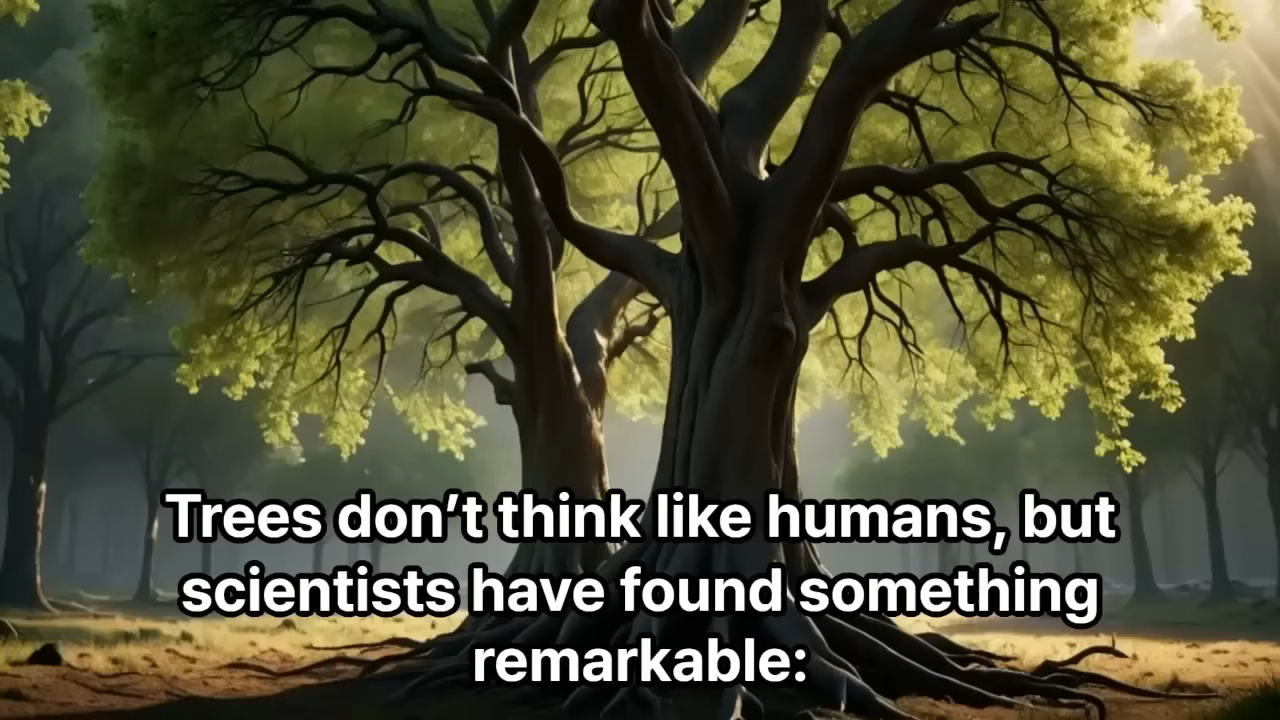 Trees don’t think like humans, but
scientists have found something
remarkable: